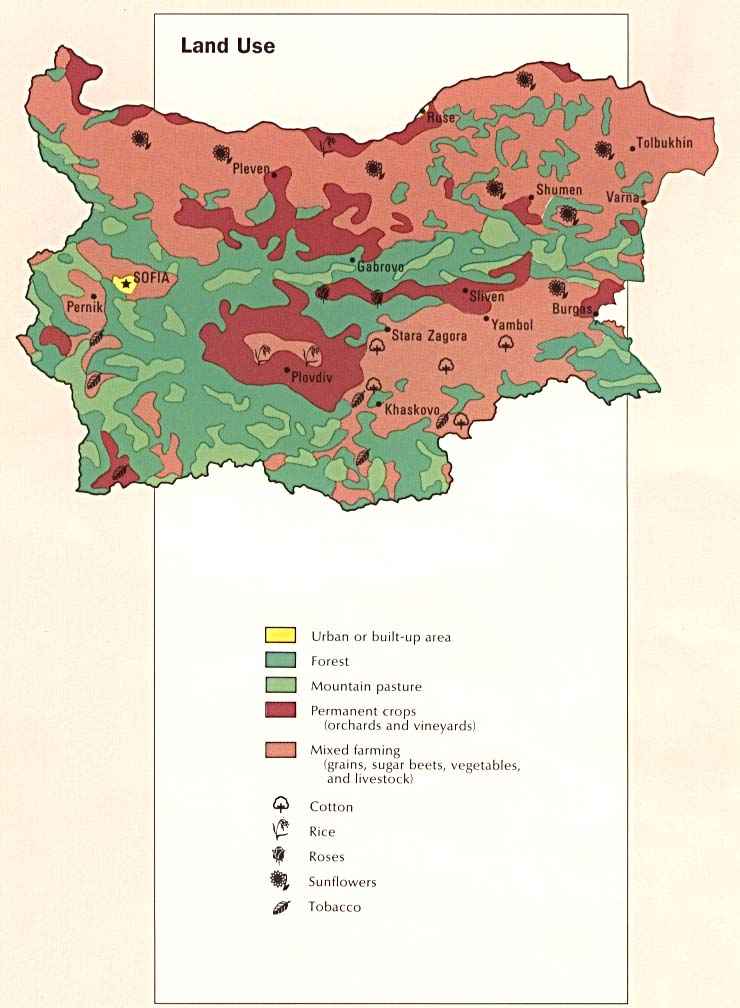 Land Use
Ruse
Tolbukhin
Pleven
Shumen
Varna
Gabrovo
SOFIA
Pernik
Sliven
Burgas
Yambol
Stara Zagora
Plovdiv
Khaskovo
Urban or built-up area
Forest
Mountain pasture
Permanent crops
(orchards and vineyards)
Mixed farming
(grains, sugar beets, vegetables,
and livestock)
Cotton
Rice
Roses
Sunflowers
Tobacco